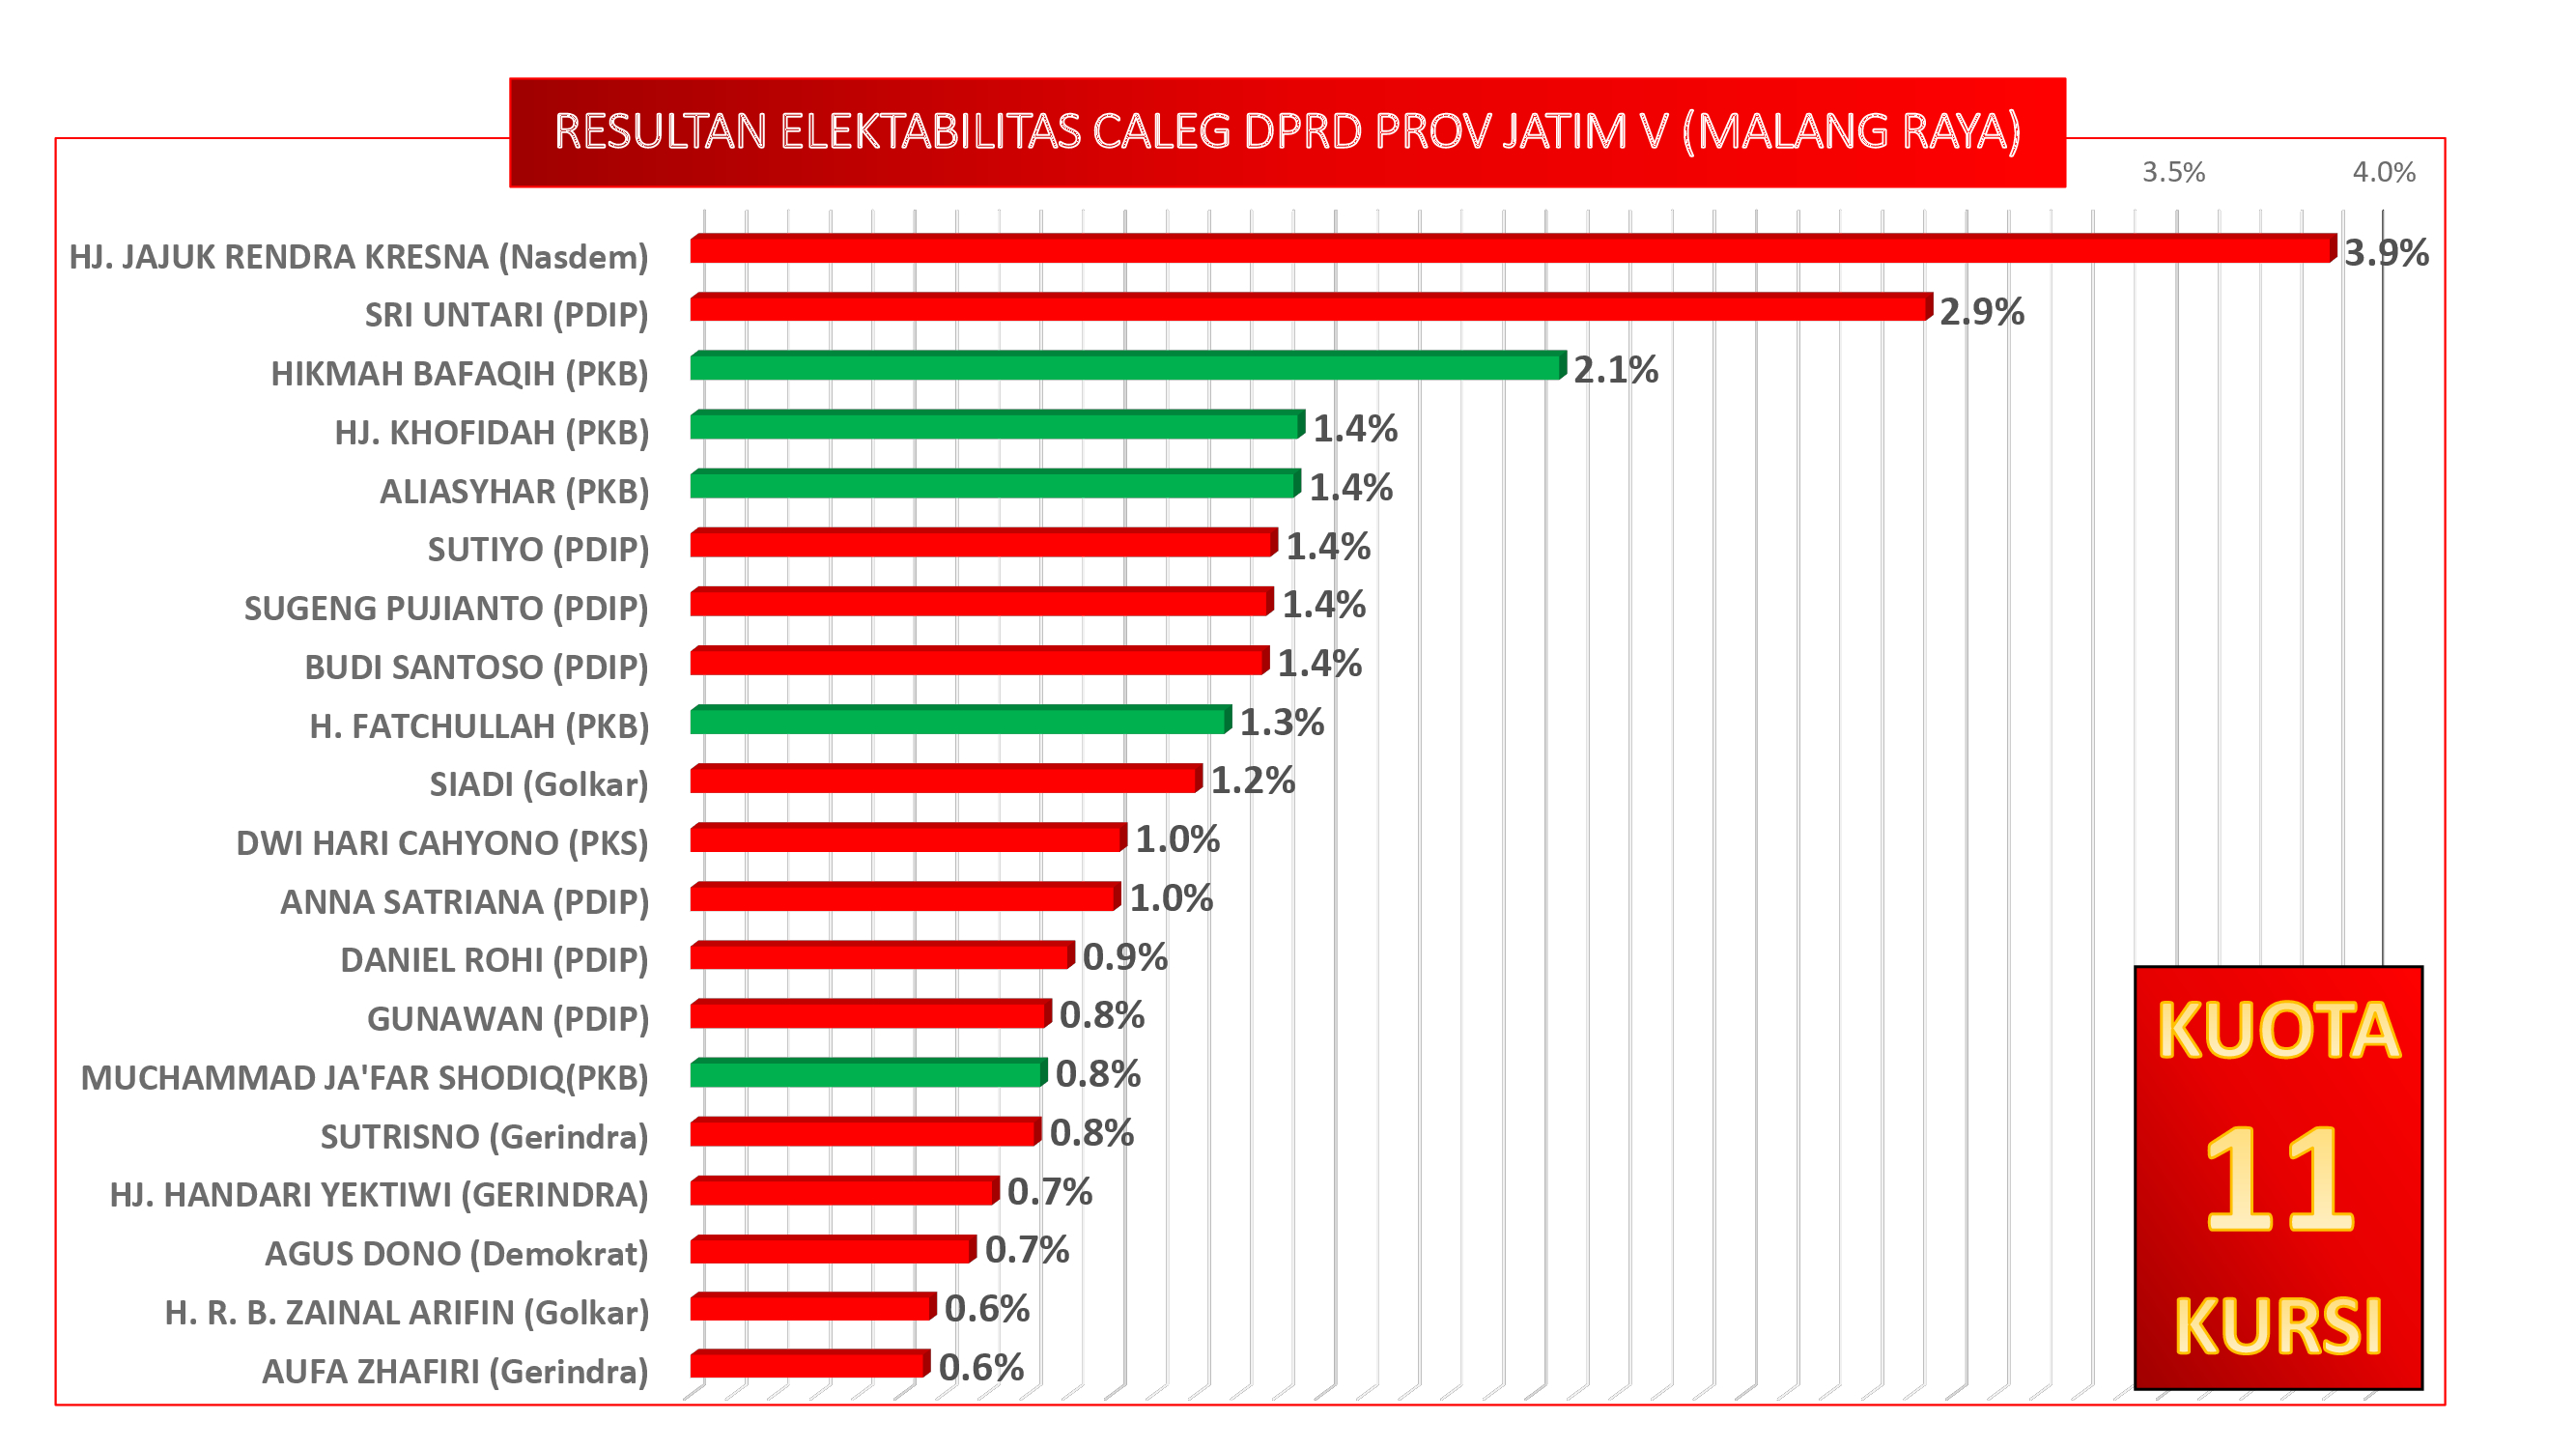 RESULTAN ELEKTABILITAS CALEG DPRD PROV JATIM V (MALANG RAYA)
3.5% 4.0%
HJ. JAJUK RENDRA KRESNA (Nasdem) 3.9%
SRI UNTARI (PDIP) 2.9%
HIKMAH BAFAQIH (PKB) 2.1%
HJ. KHOFIDAH (PKB) 1.4%
ALIASYHAR (PKB) 1.4%
SUTIYO (PDIP) 1.4%
SUGENG PUJIANTO (PDIP) 1.4%
BUDI SANTOSO (PDIP) 1.4%
H. FATCHULLAH (PKB) 1.3%
SIADI (Golkar) 1.2%
DWI HARI CAHYONO (PKS) 1.0%
ANNA SATRIANA (PDIP) 1.0%
DANIEL ROHI (PDIP) 0.9%
GUNAWAN (PDIP) 0.8%
MUCHAMMAD JA'FAR SHODIQ(PKB) 0.8%
SUTRISNO (Gerindra) 0.8%
HJ. HANDARI YEKTIWI (GERINDRA) 0.7%
AGUS DONO (Demokrat) 0.7%
H. R. B. ZAINAL ARIFIN (Golkar) 0.6%
AUFA ZHAFIRI (Gerindra) 0.6%
KUOTA
11
KURSI